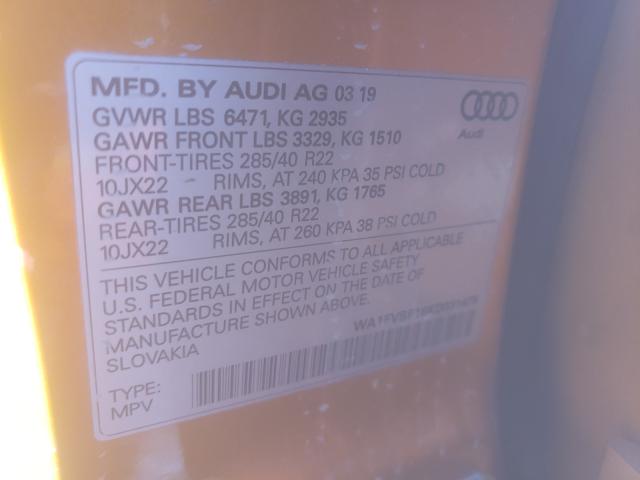 MFD. BY AUDI AG 03 19
GVWR LBS 6471, KG 2935
GAWR FRONT LBS 3329, KG 1510
FRONT-TIRES 285/40 R22
10JX22 - RIMS, AT 240 KPA 35 PSI COLD
GAWR REAR LBS 3891, KG 1765
REAR-TIRES 285/40 R22
10JX22 RIMS, AT 260 KPA 38 PSI COLD
Audi
THIS VEHICLE CONFORMS TO ALL APPLICABLE
U.S. FEDERAL MOTOR VEHICLE SAFETY
STANDARDS IN EFFECT ON THE DATE OF
MANUFACTURE SHOWN ABOVE.
SLOVAKIA
TYPE:
MPV